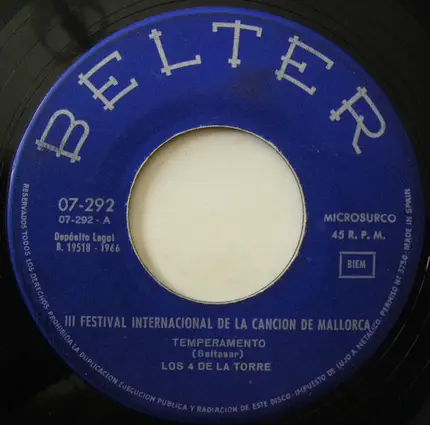 BELTER
07-292
07-292 - A
Depósito Legal
B. 19518 - 1966
MICROSURCO
45 R. P. M.
BIEM
III FESTIVAL INTERNACIONAL DE LA CANCION DE MALLORCA
TEMPERAMENTO
(Baltasar)
LOS 4 DE LA TORRE
RESERVADOS TODOS LOS DERECHOS PROHIBIDA LA DUPLICACION EJECUCION PUBLICA Y RADIACION DE ESTE DISCO - IMPUESTO DE LUJO A METALICO - PERMISO Nº 3750 - MADE IN SPAIN